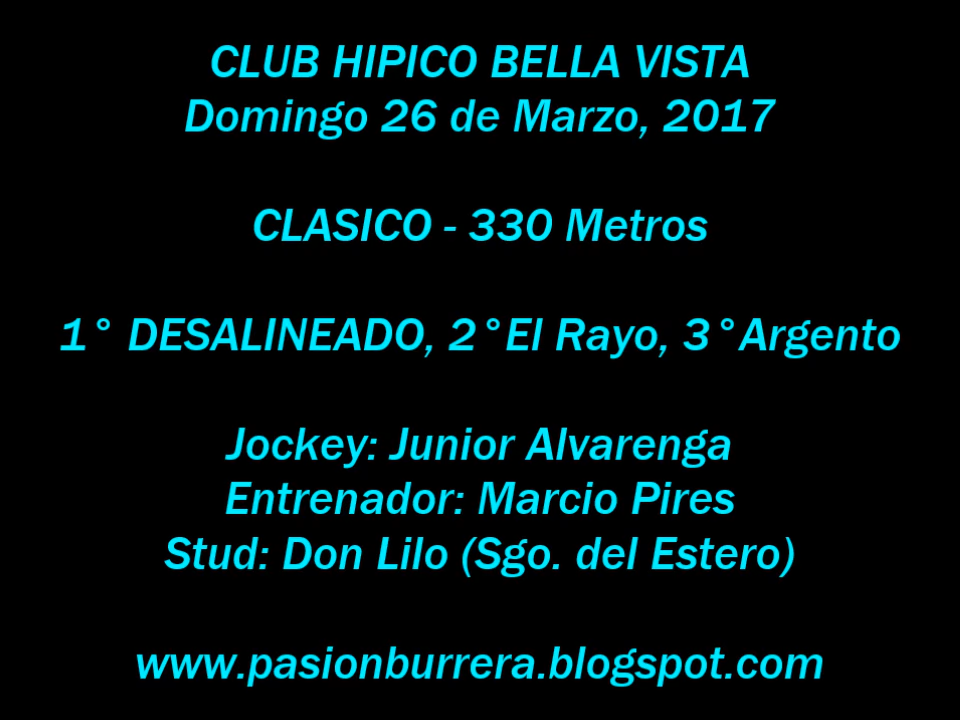 CLUB HIPICO BELLA VISTA
Domingo 26 de Marzo, 2017
CLASICO - 330 Metros
1° DESALINEADO, 2°El Rayo, 3°Argento
Jockey: Junior Alvarenga
Entrenador: Marcio Pires
Stud: Don Lilo (Sgo. del Estero)
www.pasionburrera.blogspot.com